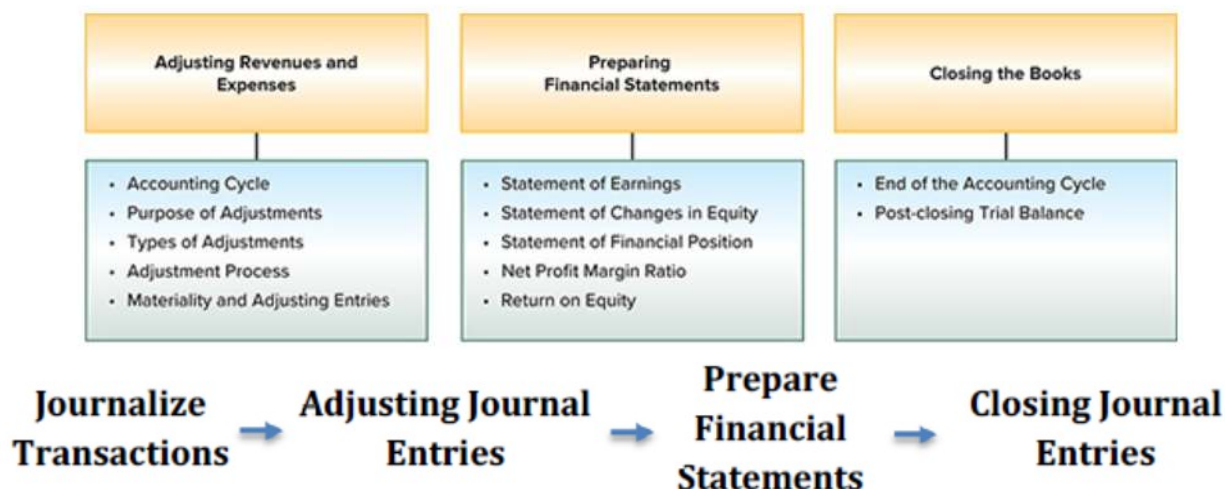 Adjusting Revenues and
Expenses
Preparing
Financial Statements
Closing the Books
• Accounting Cycle
• Purpose of Adjustments
• Types of Adjustments
• Adjustment Process
• Materiality and Adjusting Entries
• Statement of Earnings
• Statement of Changes in Equity
• Statement of Financial Position
• Net Profit Margin Ratio
• Return on Equity
• End of the Accounting Cycle
• Post-closing Trial Balance
Journalize
Transactions
Adjusting Journal
Entries
Prepare
Financial
Statements
Closing Journal
Entries